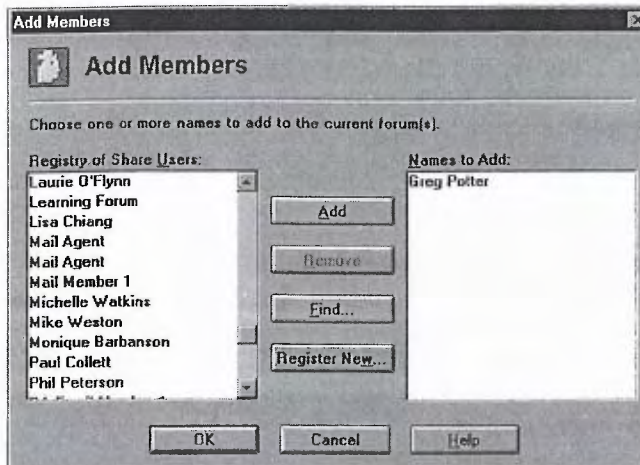 Add Members
Add Members
Choose one or more names to add to the current forum(s).
Registry of Share Users:
Laurie O'Flynn
Learning Forum
Lisa Chiang
Mail Agent
Mail Agent
Mail Member 1
Michelle Watkins
Mike Weston
Monique Barbanson
Paul Collett
Phil Peterson
Add
Remove
Find...
Register New...
Names to Add:
Greg Potter
OK
Cancel
Help